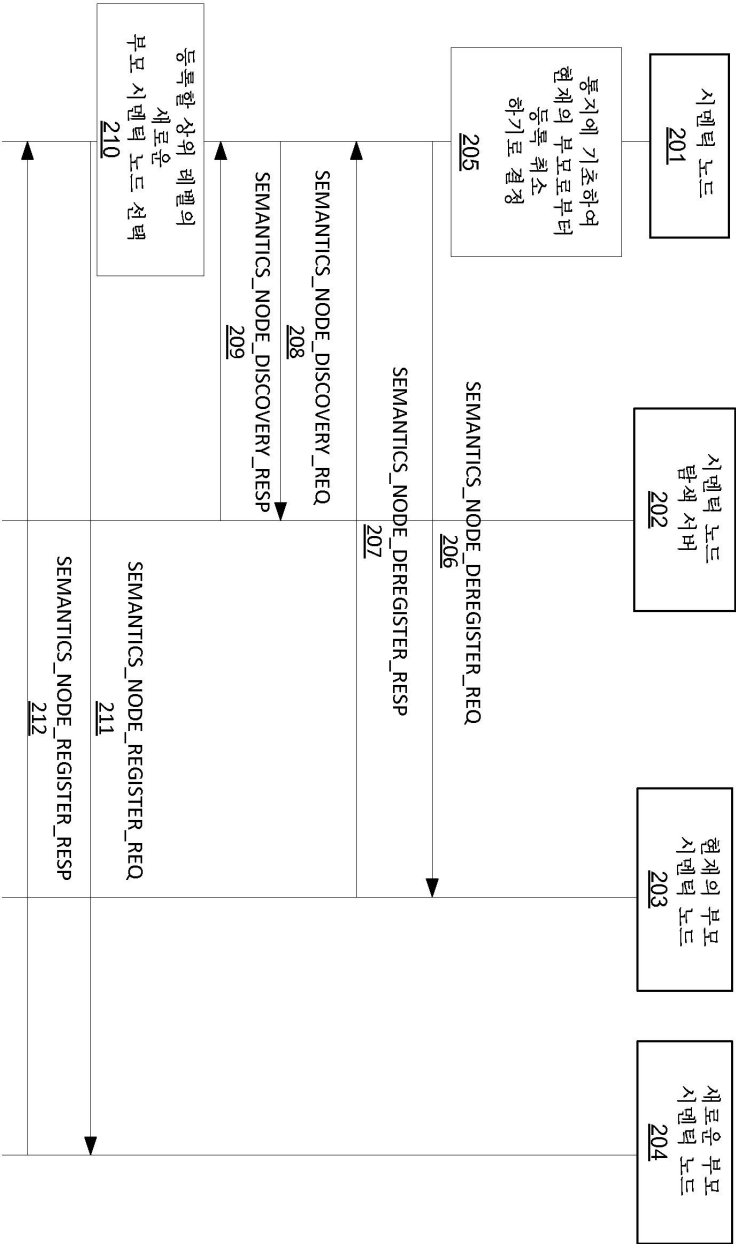 시멘틱 노드
201
시멘틱 노드
탐색 서버
202
현재의 부모
시멘틱 노드
203
새로운 부모
시멘틱 노드
204
통지에 기초하여
현재의 부모로부터
등록 취소
하기로 결정
205
SEMANTICS_NODE_DEREGISTER_REQ
206
SEMANTICS_NODE_DEREGISTER_RESP
207
SEMANTICS_NODE_DISCOVERY_REQ
208
SEMANTICS_NODE_DISCOVERY_RESP
209
등록할 상위 레벨의
새로운
부모 시멘틱 노드 선택
210
SEMANTICS_NODE_REGISTER_REQ
211
SEMANTICS_NODE_REGISTER_RESP
212